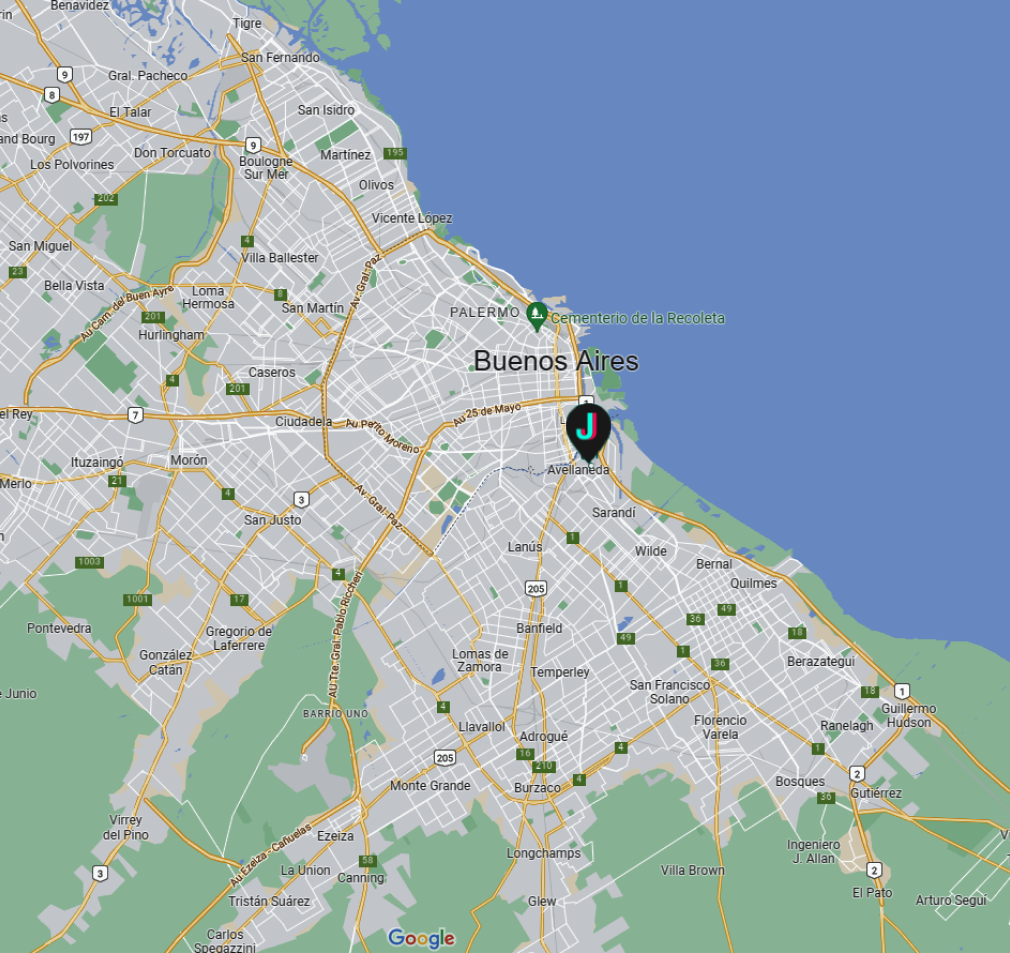 Benavidez
Tigre
San Fernando
9
Gral. Pacheco
8
San Isidro
El Talar
and Bourg
197
9
Don Torcuato
Martínez
195
Los Polvorines
Boulogne
Sur Mer
Olivos
202
Vicente López
4
San Miguel
Av. Gral. Paz
Villa Ballester
23
Bella Vista
Loma
Hermosa
8
Au Cam. del Buen Ayre
San Martín
PALERMO
Cementerio de la Recoleta
201
Hurlingham
Buenos Aires
Caseros
4
201
1
el Rey
7
Au 25 de Mayo
Ciudadela
Au Perito Moreno
L
J
Ituzaingó
Morón
Avellaneda
Merlo
21
4
3
Av. Gral. Paz
Sarandí
San Justo
1
Lanús
Wilde
1003
Bernal
4
Quilmes
205
1
1001
17
49
36
Pontevedra
Gregorio de
Laferrere
AU Tte. Gral. Pablo Riccheri
Banfield
49
18
1
González
Catán
Lomas de
Zamora
36
Berazategui
Temperley
San Francisco
Solano
18
1
Junio
4
BARRIO UNO
Guillermo
Hudson
Florencio
Varela
Llavallol
Ranelagh
Adrogué
4
1
16
205
210
4
2
Monte Grande
Burzaco
Bosques
36
Gutiérrez
Virrey
del Pino
Ezeiza
Au Ezeiza - Cañuelas
Ingeniero
J. Allan
Longchamps
58
3
La Union
Canning
Villa Brown
2
El Pato
Tristán Suárez
Glew
Arturo Seguí
Carlos
Spegazzini
Google